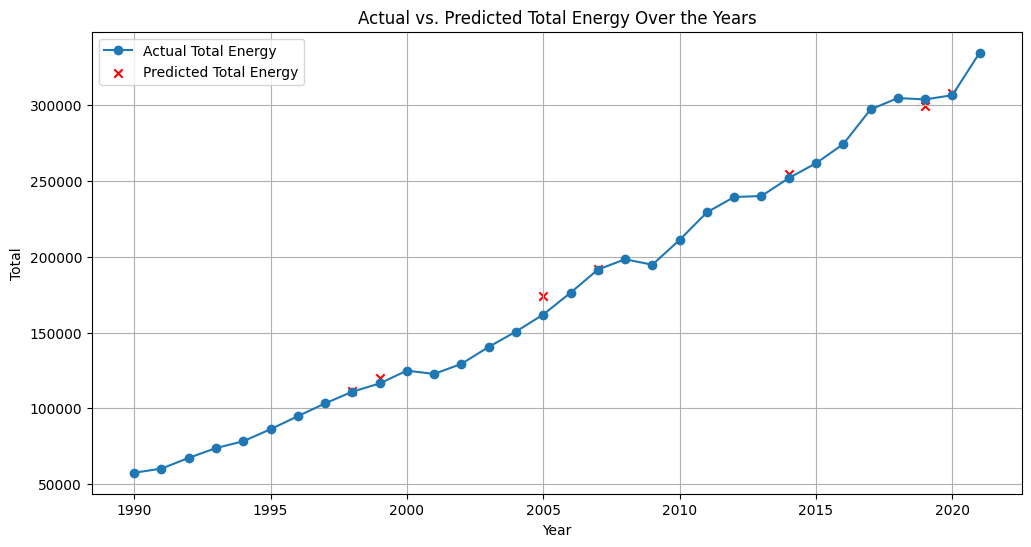 Actual vs. Predicted Total Energy Over the Years
Actual Total Energy
Predicted Total Energy
300000
250000
200000
150000
100000
50000
Total
1990 1995 2000 2005 2010 2015 2020
Year